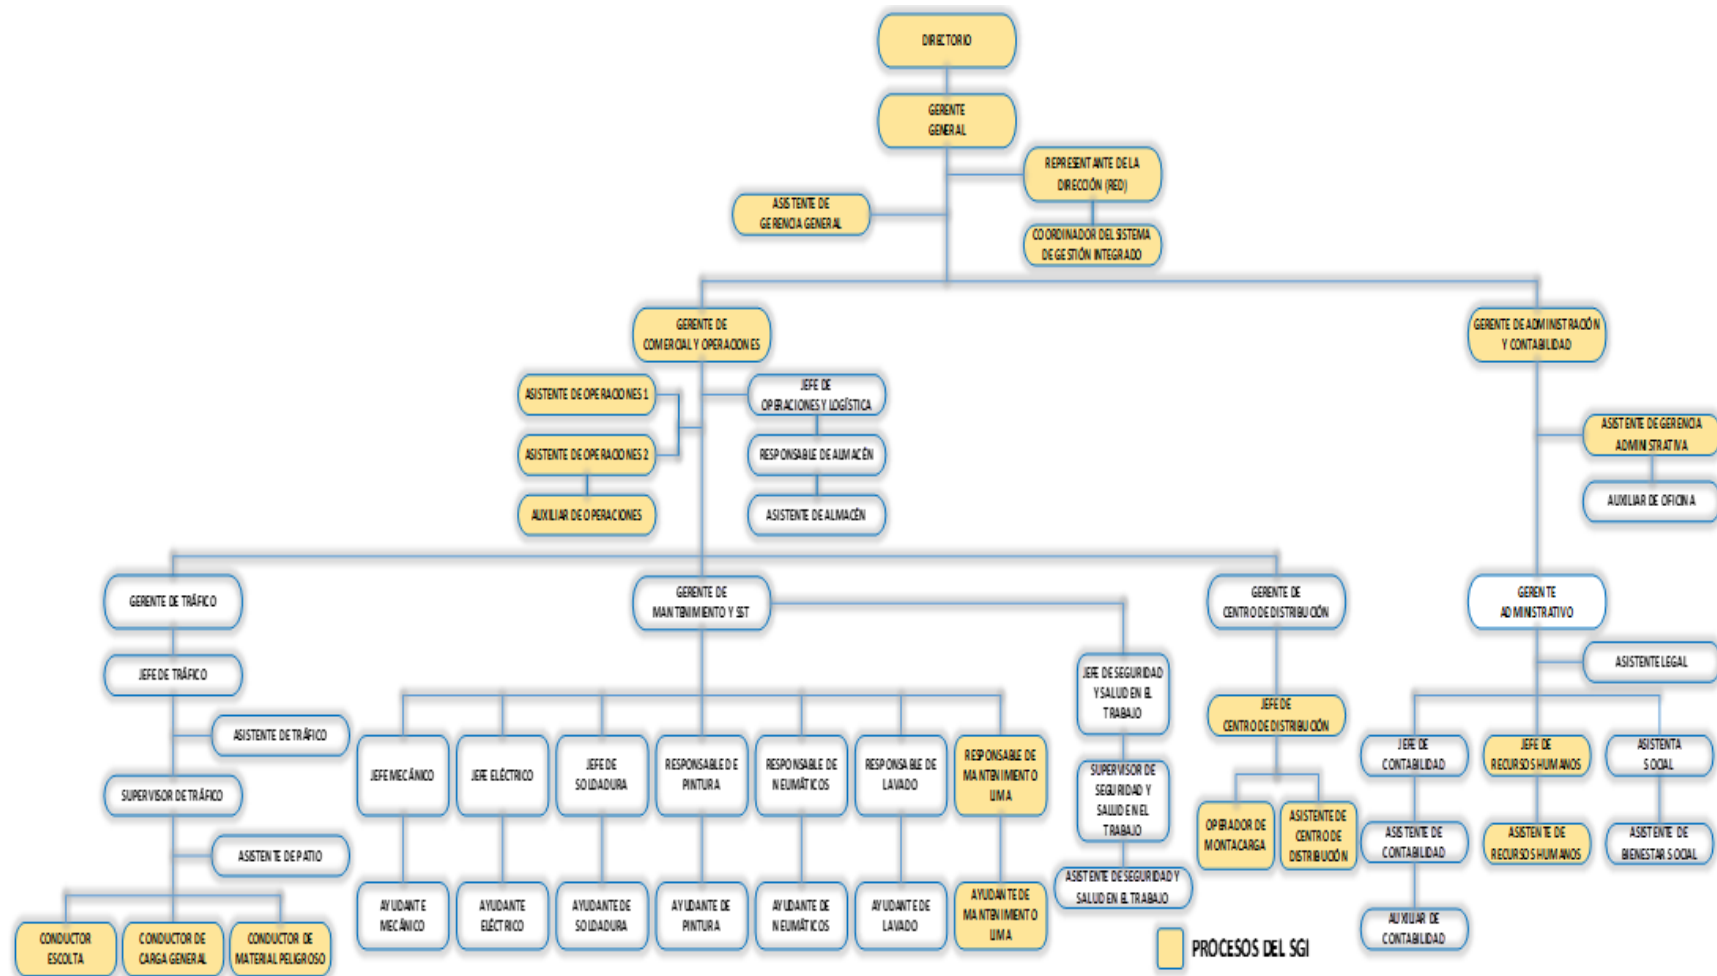 DIRECTORIO
GERENTE
GENERAL
REPRESENTANTE DE LA
DIRECCIÓN (RED)
ASISTENTE DE
GERENCIA GENERAL
COORDINADOR DEL SISTEMA
DE GESTIÓN INTEGRADO
GERENTE DE
COMERCIAL Y OPERACIONES
GERENTE DE ADMINISTRACIÓN
Y CONTABILIDAD
ASISTENTE DE OPERACIONES 1
JEFE DE
OPERACIONES Y LOGÍSTICA
ASISTENTE DE OPERACIONES 2
RESPONSABLE DE ALMACÉN
AUXILIAR DE OPERACIONES
ASISTENTE DE ALMACÉN
ASISTENTE DE GERENCIA
ADMINISTRATIVA
AUXILIAR DE OFICINA
GERENTE DE TRÁFICO
GERENTE DE
MANTENIMIENTO Y SST
GERENTE DE
CENTRO DE DISTRIBUCIÓN
GERENTE
ADMINISTRATIVO
JEFE DE TRÁFICO
ASISTENTE DE TRÁFICO
SUPERVISOR DE TRÁFICO
ASISTENTE DE PATIO
CONDUCTOR
ESCOLTA
CONDUCTOR DE
CARGA GENERAL
CONDUCTOR DE
MATERIAL PELIGROSO
JEFE MECÁNICO
JEFE ELÉCTRICO
JEFE DE
SOLDADURA
RESPONSABLE DE
PINTURA
RESPONSABLE DE
NEUMÁTICOS
RESPONSABLE DE
LAVADO
RESPONSABLE DE
MANTENIMIENTO
LIMA
AYUDANTE
MECÁNICO
AYUDANTE
ELÉCTRICO
AYUDANTE DE
SOLDADURA
AYUDANTE DE
PINTURA
AYUDANTE DE
NEUMÁTICOS
AYUDANTE DE
LAVADO
AYUDANTE DE
MANTENIMIENTO
LIMA
JEFE DE SEGURIDAD
Y SALUD EN EL
TRABAJO
SUPERVISOR DE
SEGURIDAD Y
SALUD EN EL
TRABAJO
ASISTENTE DE SEGURIDAD Y
SALUD EN EL TRABAJO
JEFE DE
CENTRO DE DISTRIBUCIÓN
OPERADOR DE
MONTACARGA
ASISTENTE DE
CENTRO DE
DISTRIBUCIÓN
ASISTENTE LEGAL
JEFE DE
CONTABILIDAD
JEFE DE
RECURSOS HUMANOS
ASISTENTA
SOCIAL
ASISTENTE DE
CONTABILIDAD
ASISTENTE DE
RECURSOS HUMANOS
ASISTENTE DE
BIENESTAR SOCIAL
AUXILIAR DE
CONTABILIDAD
PROCESOS DEL SGI